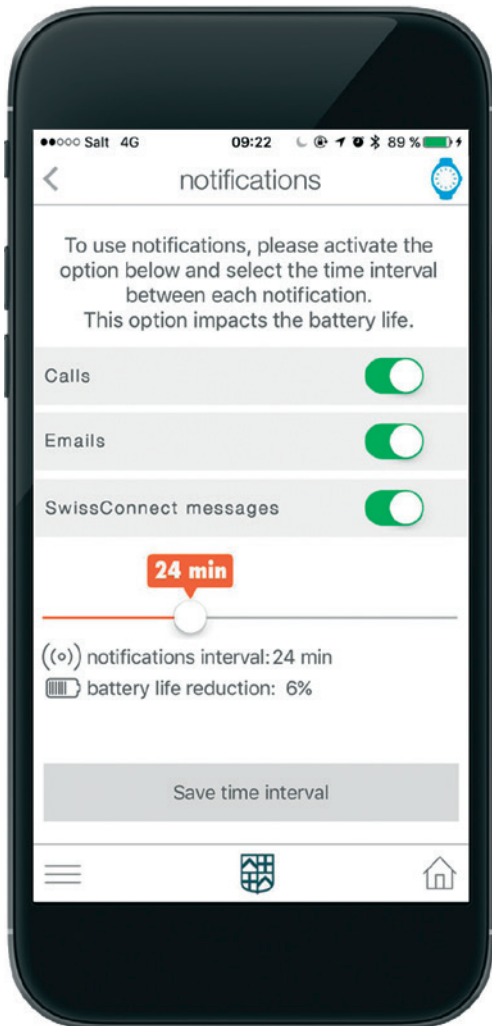 Salt 4G 09:22 89 %
notifications
To use notifications, please activate the
option below and select the time interval
between each notification.
This option impacts the battery life.
Calls
Emails
SwissConnect messages
24 min
notifications interval: 24 min
battery life reduction: 6%
Save time interval